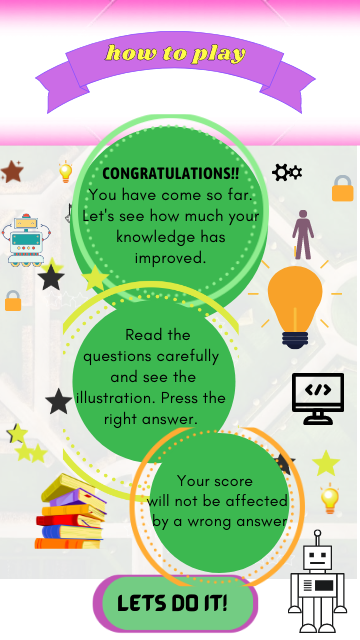 how to play
CONGRATULATIONS!!
You have come so far.
Let's see how much your
knowledge has
improved.
</>
Read the
questions carefully
and see the
illustration. Press the
right answer.
Your score
will not be affected
by a wrong answer
LETS DO IT!